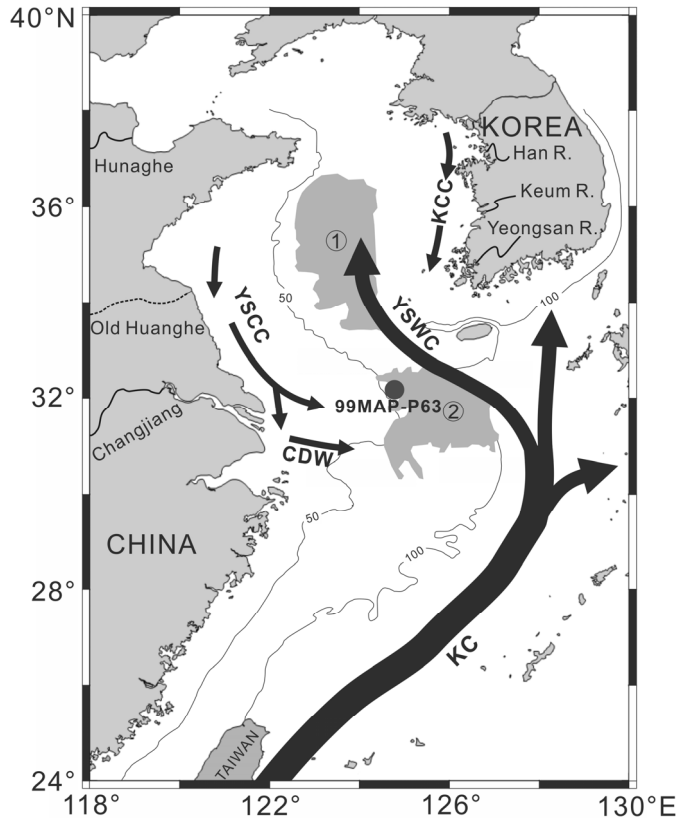 40°N
KOREA
Hunaghe
Han R.
KCC
Keum R.
36°
①
Yeongsan R.
50
100
YSCC
YSWC
Old Huanghe
32°
99MAP-P63
②
Changjiang
CDW
50
CHINA
100
28°
KC
TAIWAN
24°
118°
122°
126°
130°E